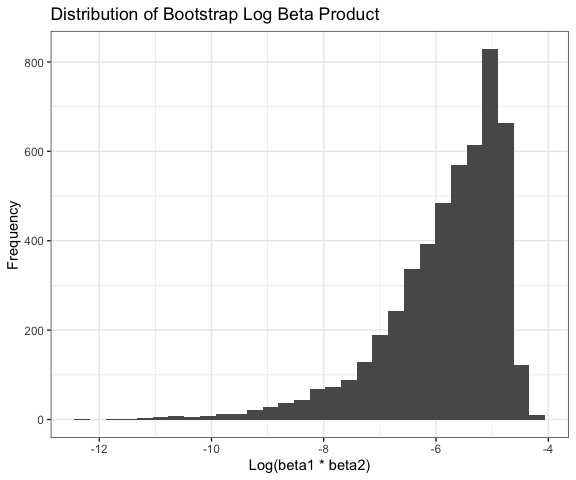 Distribution of Bootstrap Log Beta Product
800
600
400
200
0
Frequency
-12 -10 -8 -6 -4
Log(beta1 * beta2)